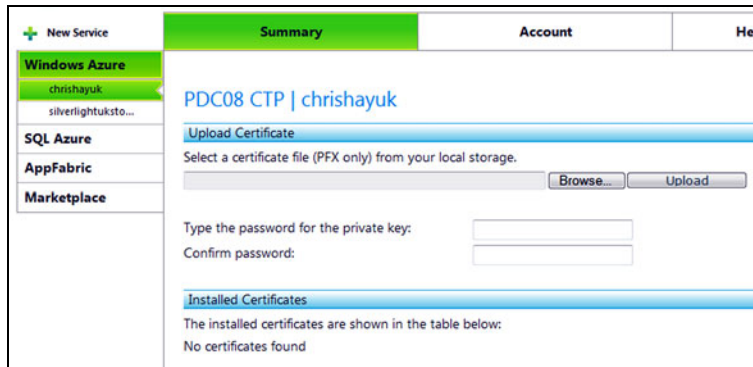 New Service
Summary
Account
He
Windows Azure
chrishayuk
silverlightuksto...
SQL Azure
AppFabric
Marketplace
PDC08 CTP | chrishayuk
Upload Certificate
Select a certificate file (PFX only) from your local storage.
Browse... Upload
Type the password for the private key:
Confirm password:
Installed Certificates
The installed certificates are shown in the table below:
No certificates found